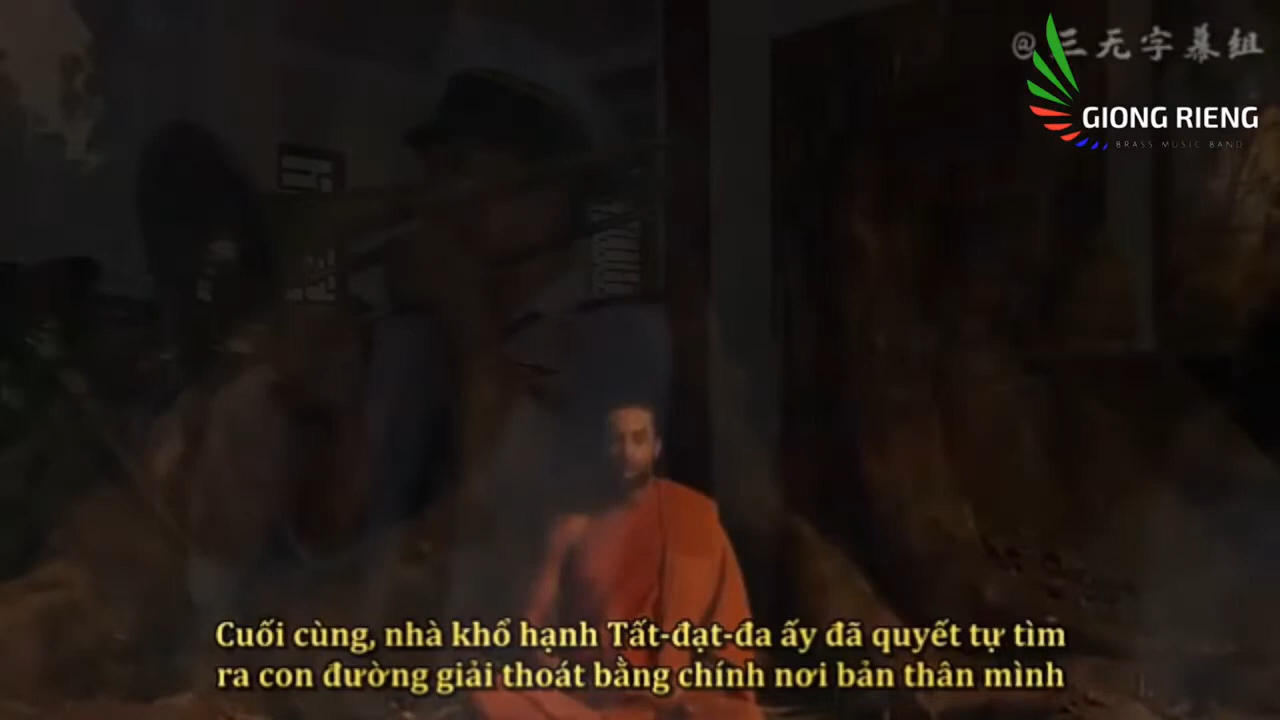 @三无字幕组
GIONG RIENG
BRASS MUSIC BAND
Cuối cùng, nhà khổ hạnh Tất-đạt-đa ấy đã quyết tự tìm
ra con đường giải thoát bằng chính nơi bản thân mình